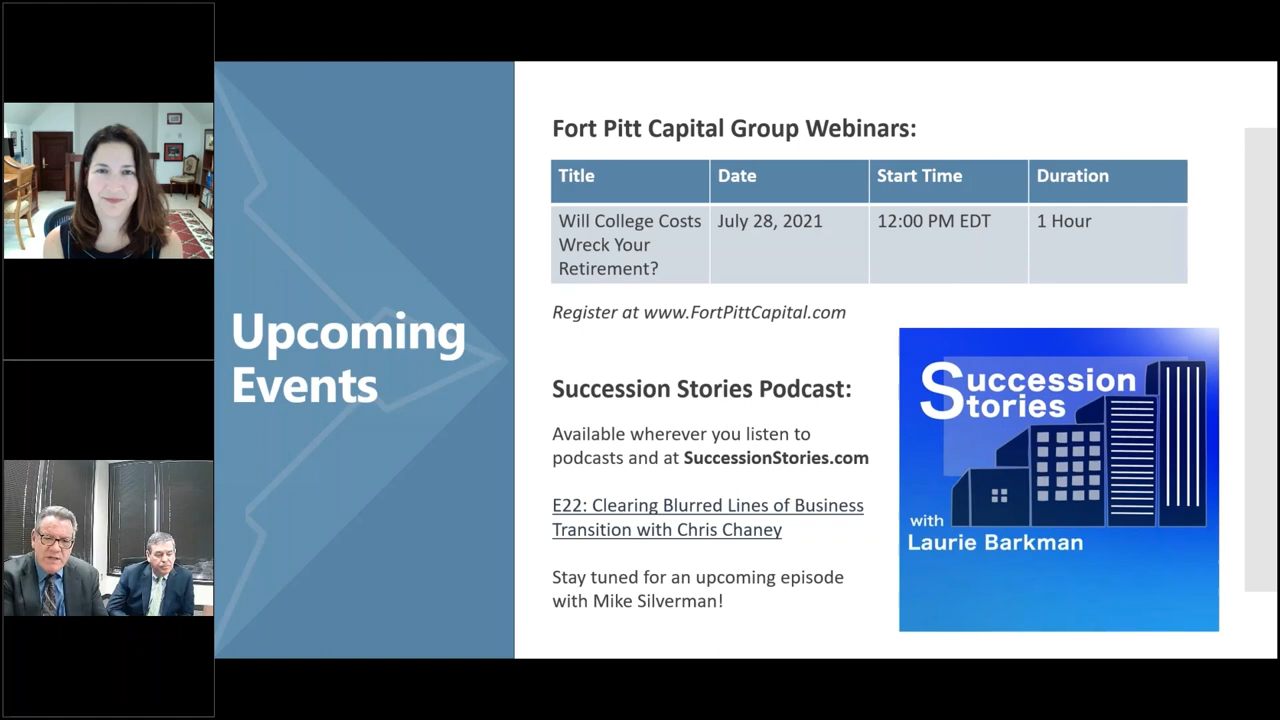 Upcoming
Events
Fort Pitt Capital Group Webinars:
Title Date Start Time Duration
Will College Costs July 28, 2021 12:00 PM EDT 1 Hour
Wreck Your
Retirement?
Register at www.FortPittCapital.com
Succession Stories Podcast:
Available wherever you listen to
podcasts and at SuccessionStories.com
E22: Clearing Blurred Lines of Business
Transition with Chris Chaney
Stay tuned for an upcoming episode
with Mike Silverman!
Succession
Stories
with
Laurie Barkman